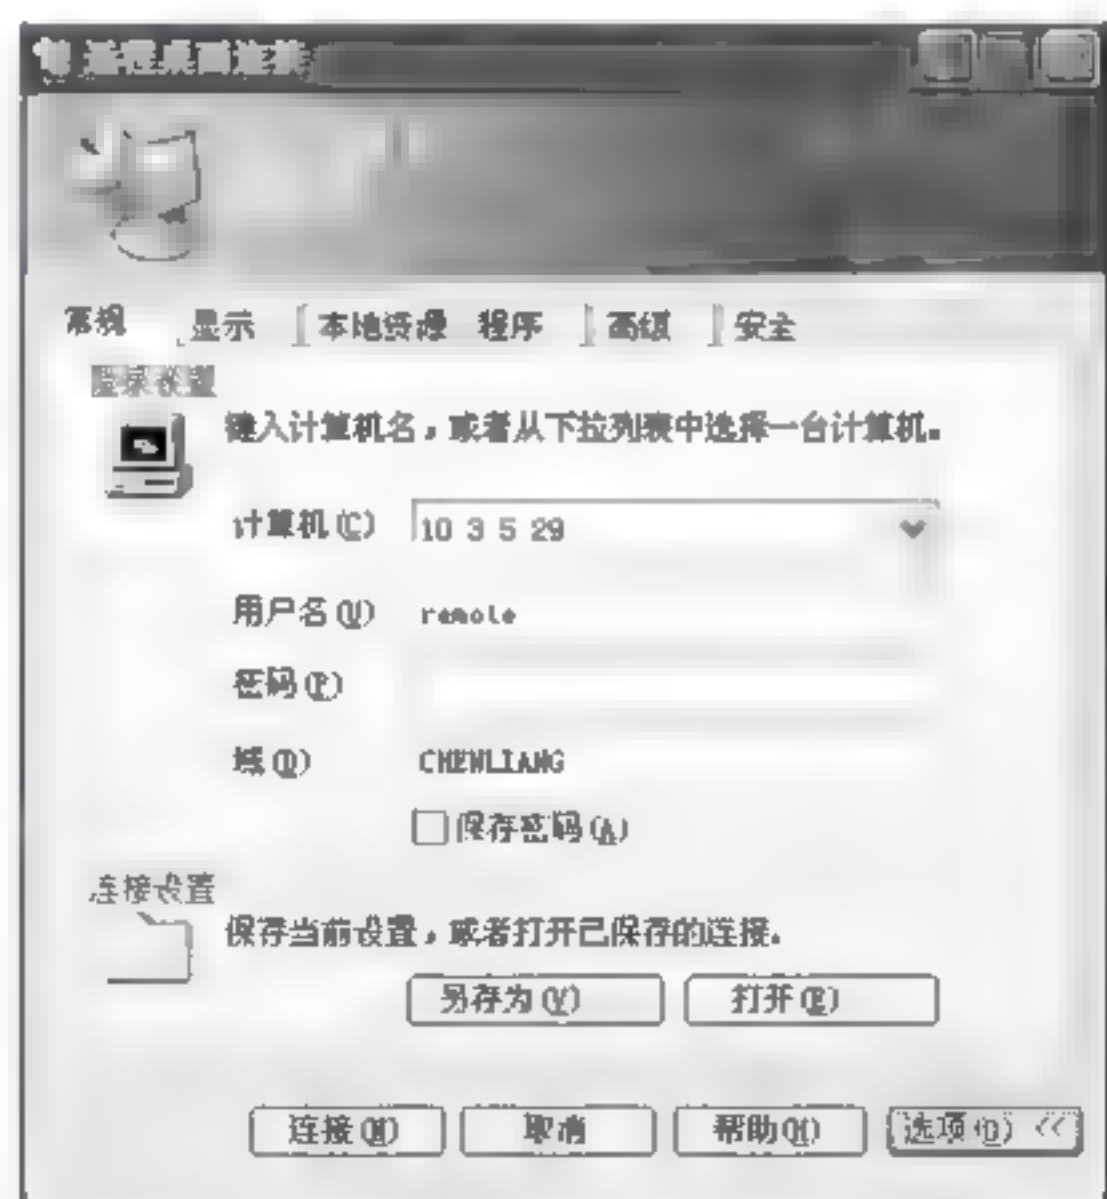 远程桌面连接
常规 显示 本地资源 程序 高级 安全
登录设置
键入计算机名，或者从下拉列表中选择一台计算机。
计算机(C) 10 3 5 29
用户名(U) remote
密码(P)
域(D) CHENLIANG
保存密码(A)
连接设置
保存当前设置，或者打开已保存的连接。
另存为(V) 打开(E)
连接(N) 取消 帮助(H) 选项(O) <<